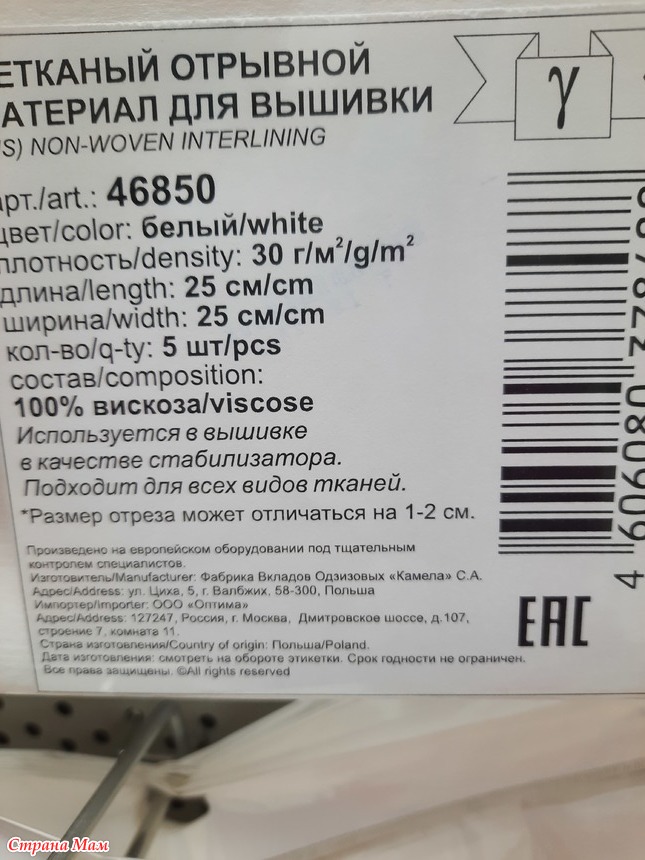 ЕТКАНЫЙ ОТРЫВНОЙ
АТЕРИАЛ ДЛЯ ВЫШИВКИ
S) NON-WOVEN INTERLINING
γ
арт./art.: 46850
цвет/color: белый/white
плотность/density: 30 г/м²/g/m²
длина/length: 25 см/cm
ширина/width: 25 см/cm
кол-во/q-ty: 5 шт/pcs
состав/composition:
100% вискоза/viscose
Используется в вышивке
в качестве стабилизатора.
Подходит для всех видов тканей.
*Размер отреза может отличаться на 1-2 см.
Произведено на европейском оборудовании под тщательным
контролем специалистов.
Изготовитель/Manufacturer: Фабрика Вкладов Одзизовых «Камела» С.А.
Адрес/Address: ул. Циха, 5, г. Валбжих, 58-300, Польша
Импортер/importer: ООО «Оптима»
Адрес/Address: 127247, Россия, г. Москва, Дмитровское шоссе, д.107,
строение 7, комната 11.
Страна изготовления/Country of origin: Польша/Poland.
Дата изготовления: смотреть на обороте этикетки. Срок годности не ограничен.
Все права защищены. ©All rights reserved
EAC
Страна Мам